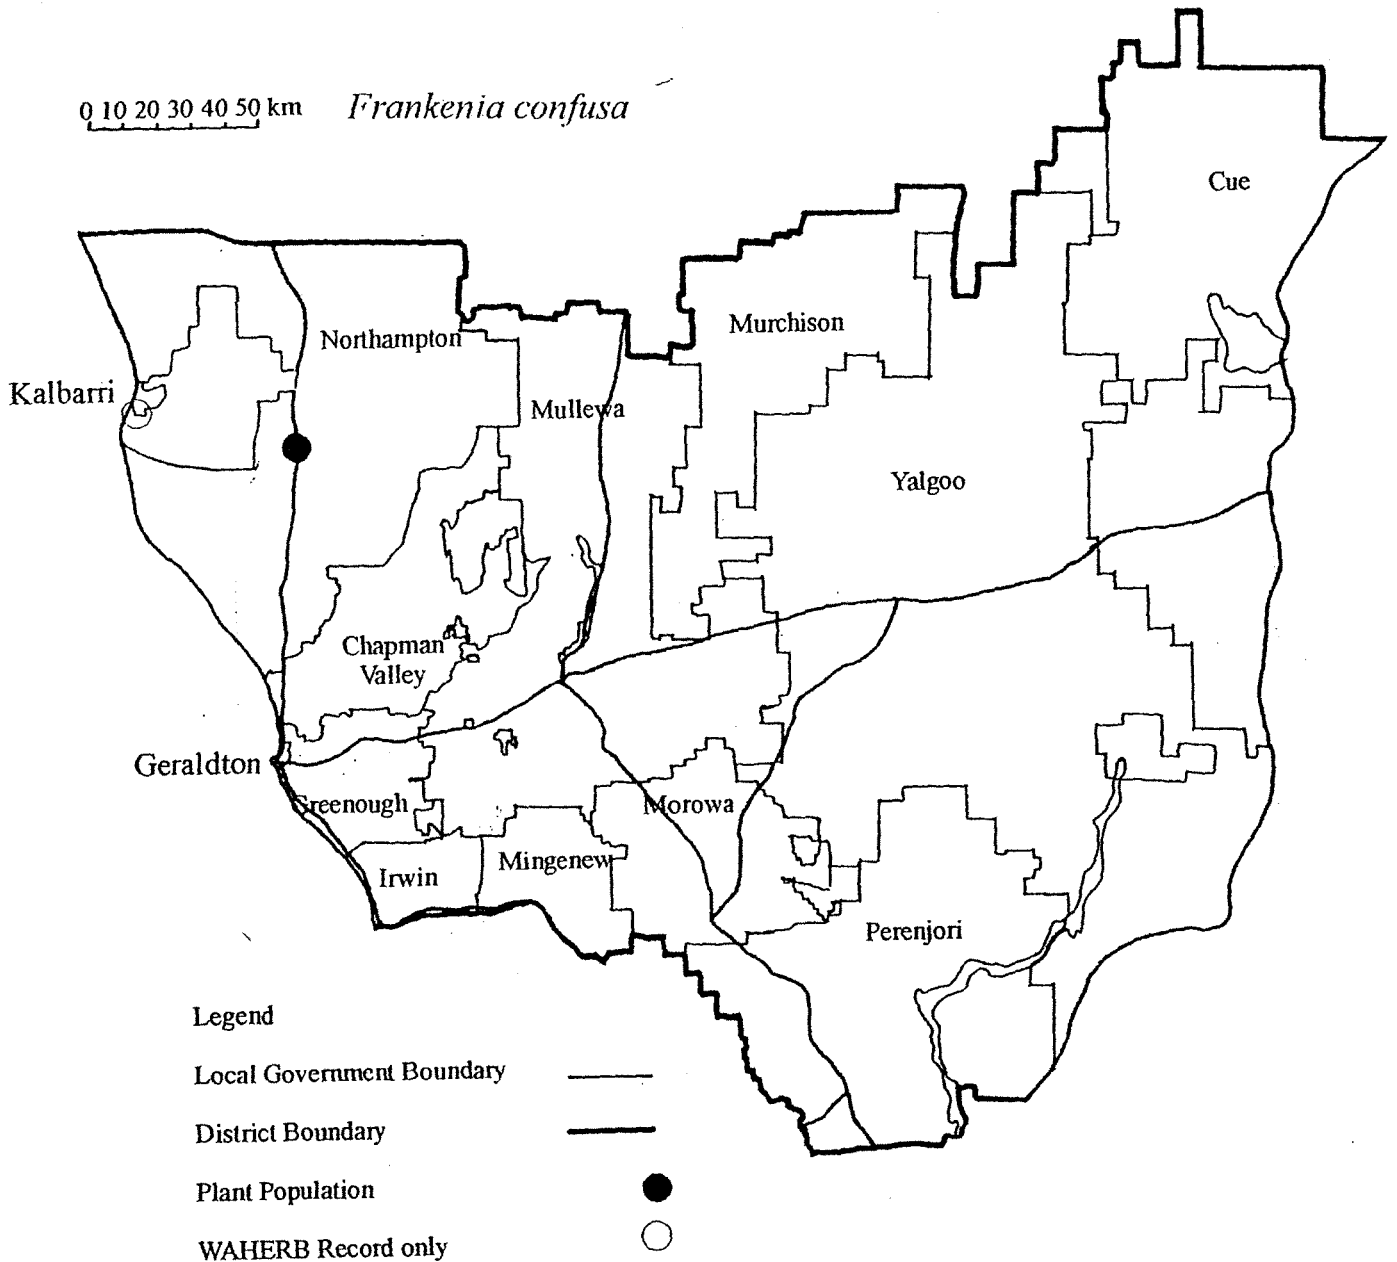 0 10 20 30 40 50 km
Frankenia confusa
Cue
Murchison
Northampton
Kalbarri
Mullewa
Yalgoo
Chapman
Valley
Geraldton
Greenough
Morowa
Mingenew
Irwin
Perenjori
Legend
Local Government Boundary
District Boundary
Plant Population
WAHERB Record only